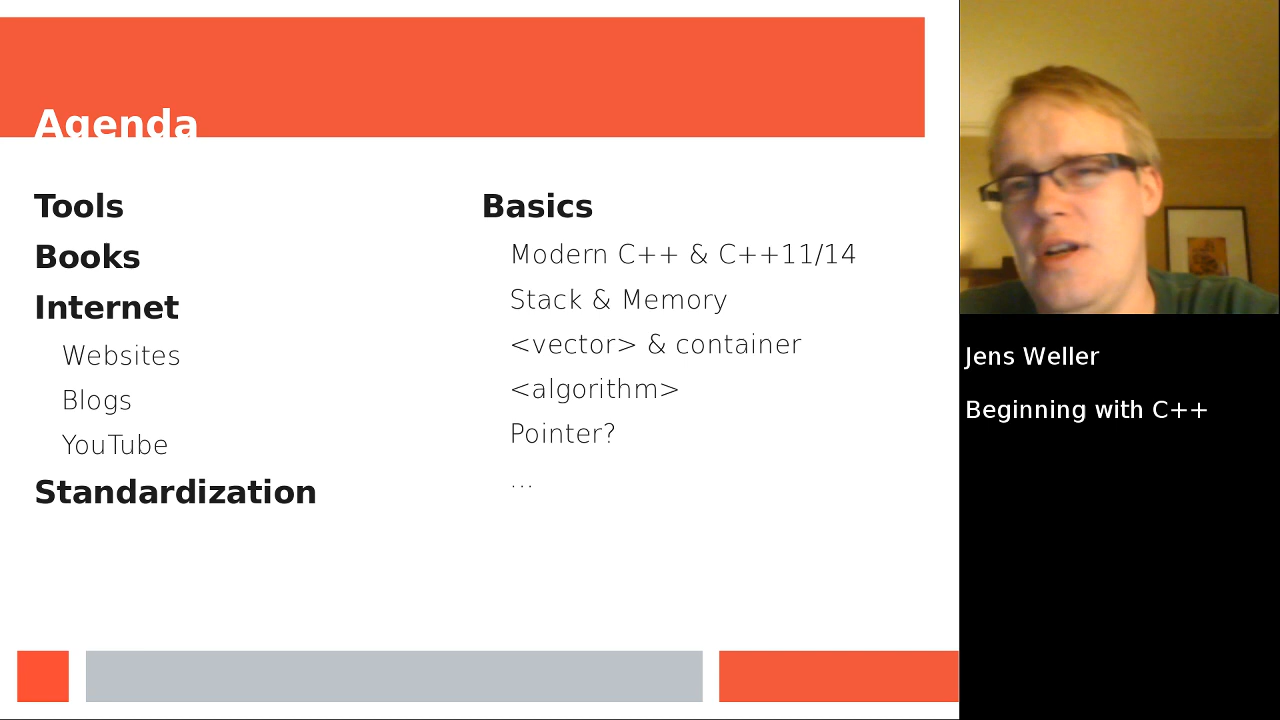 Agenda
Tools
Books
Internet
Websites
Blogs
YouTube
Standardization
Basics
Modern C++ & C++11/14
Stack & Memory
<vector> & container
<algorithm>
Pointer?
...
Jens Weller
Beginning with C++